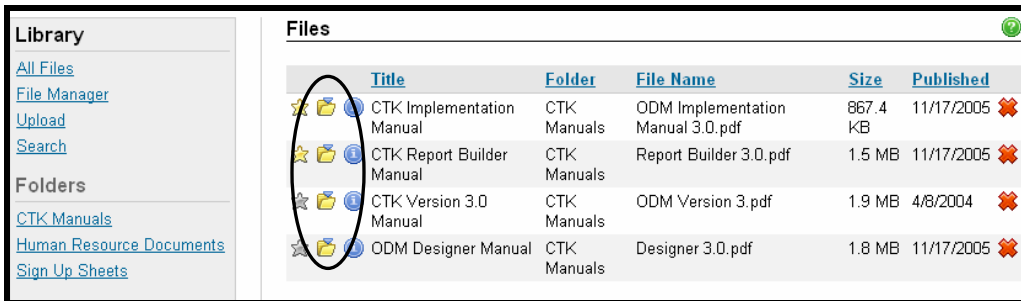 Library
All Files
File Manager
Upload
Search
Folders
CTK Manuals
Human Resource Documents
Sign Up Sheets
Files
Title Folder File Name Size Published
CTK Implementation CTK ODM Implementation 867.4 11/17/2005
Manual Manuals Manual 3.0.pdf KB
CTK Report Builder CTK Report Builder 3.0.pdf 1.5 MB 11/17/2005
Manual Manuals
CTK Version 3.0 CTK ODM Version 3.pdf 1.9 MB 4/8/2004
Manual Manuals
ODM Designer Manual CTK Designer 3.0.pdf 1.8 MB 11/17/2005
Manuals